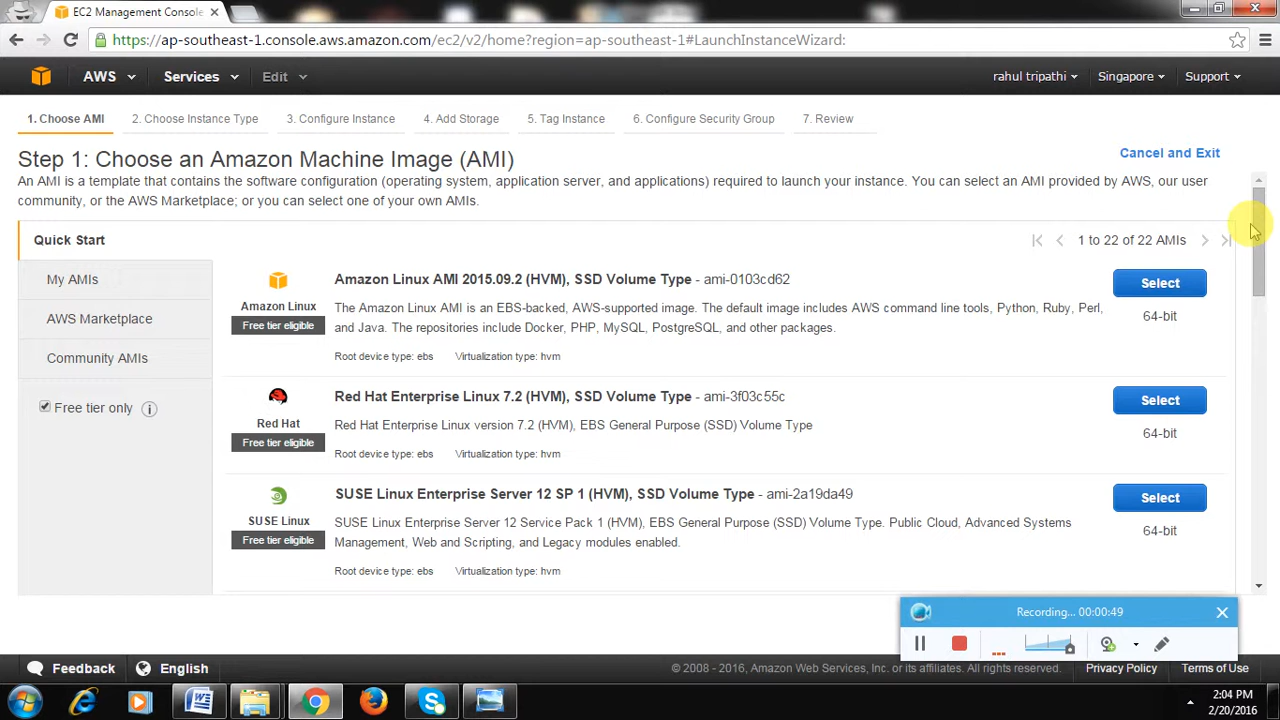 EC2 Management Conso
https://ap-southeast-1.console.aws.amazon.com/ec2/v2/home?region=ap-southeast-1#LaunchInstanceWizard:
AWS Services Edit rahul tripathi Singapore Support
1. Choose AMI 2. Choose Instance Type 3. Configure Instance 4. Add Storage 5. Tag Instance 6. Configure Security Group 7. Review
Step 1: Choose an Amazon Machine Image (AMI)
Cancel and Exit
An AMI is a template that contains the software configuration (operating system, application server, and applications) required to launch your instance. You can select an AMI provided by AWS, our user
community, or the AWS Marketplace; or you can select one of your own AMIs.
Quick Start
1 to 22 of 22 AMIs
My AMIs
AWS Marketplace
Community AMIs
Free tier only
Amazon Linux
Free tier eligible
Amazon Linux AMI 2015.09.2 (HVM), SSD Volume Type - ami-0103cd62
The Amazon Linux AMI is an EBS-backed, AWS-supported image. The default image includes AWS command line tools, Python, Ruby, Perl,
and Java. The repositories include Docker, PHP, MySQL, PostgreSQL, and other packages.
Root device type: ebs Virtualization type: hvm
Select
64-bit
Red Hat
Free tier eligible
Red Hat Enterprise Linux 7.2 (HVM), SSD Volume Type - ami-3f03c55c
Red Hat Enterprise Linux version 7.2 (HVM), EBS General Purpose (SSD) Volume Type
Root device type: ebs Virtualization type: hvm
Select
64-bit
SUSE Linux
Free tier eligible
SUSE Linux Enterprise Server 12 SP 1 (HVM), SSD Volume Type - ami-2a19da49
SUSE Linux Enterprise Server 12 Service Pack 1 (HVM), EBS General Purpose (SSD) Volume Type. Public Cloud, Advanced Systems
Management, Web and Scripting, and Legacy modules enabled.
Root device type: ebs Virtualization type: hvm
Select
64-bit
Recording... 00:00:49
Feedback English
© 2008 - 2016, Amazon Web Services, Inc. or its affiliates. All rights reserved. Privacy Policy Terms of Use
2:04 PM
2/20/2016